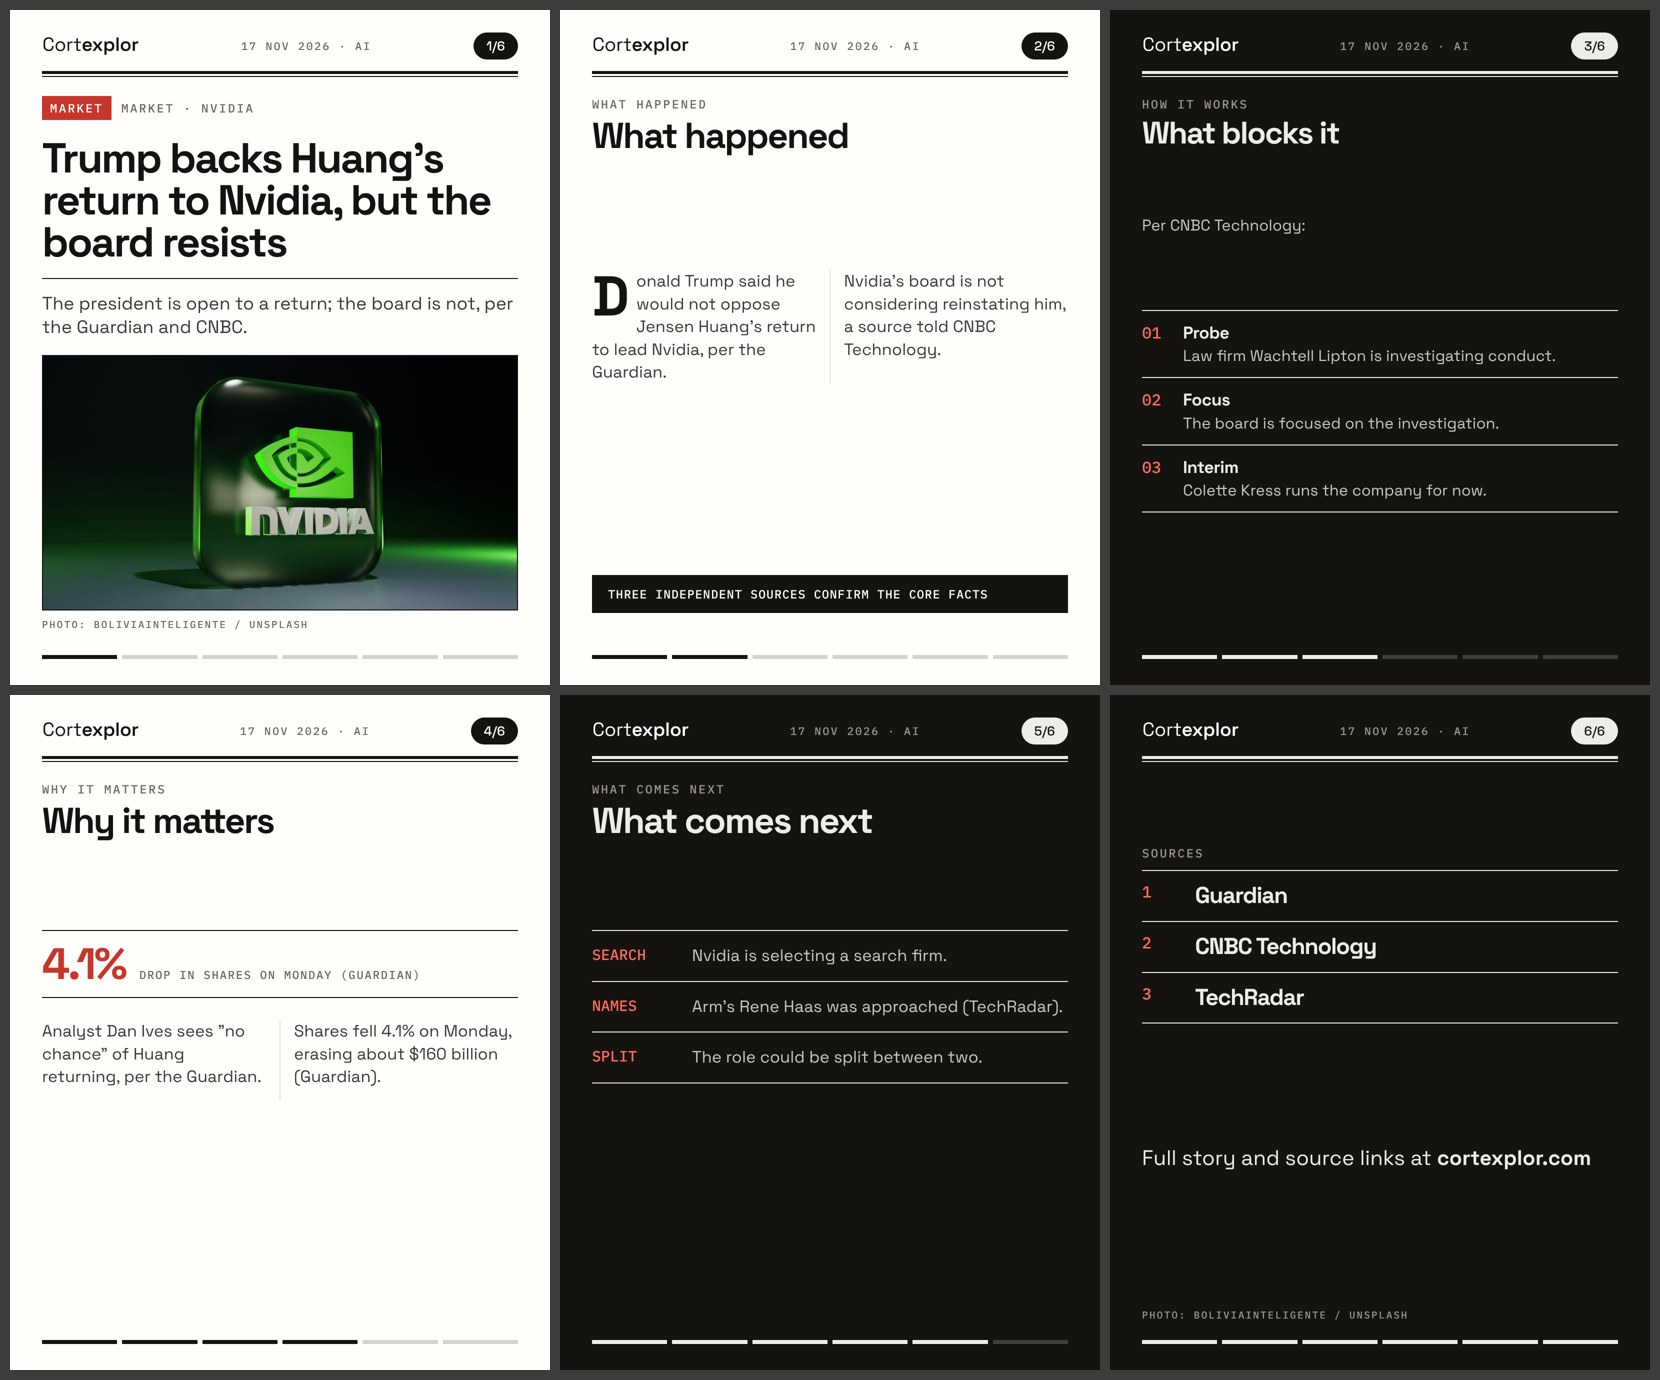 Cortexplor
17 NOV 2026 · AI
1/6
MARKET
MARKET · NVIDIA
Trump backs Huang's
return to Nvidia, but the
board resists
The president is open to a return; the board is not, per
the Guardian and CNBC.
NVIDIA
PHOTO: BOLIVIAINTELIGENTE / UNSPLASH
Cortexplor
17 NOV 2026 · AI
2/6
WHAT HAPPENED
What happened
Donald Trump said he
would not oppose
Jensen Huang's return
to lead Nvidia, per the
Guardian.
Nvidia's board is not
considering reinstating him,
a source told CNBC
Technology.
THREE INDEPENDENT SOURCES CONFIRM THE CORE FACTS
Cortexplor
17 NOV 2026 · AI
3/6
HOW IT WORKS
What blocks it
Per CNBC Technology:
01 Probe
Law firm Wachtell Lipton is investigating conduct.
02 Focus
The board is focused on the investigation.
03 Interim
Colette Kress runs the company for now.
Cortexplor
17 NOV 2026 · AI
4/6
WHY IT MATTERS
Why it matters
4.1% DROP IN SHARES ON MONDAY (GUARDIAN)
Analyst Dan Ives sees "no
chance" of Huang
returning, per the Guardian.
Shares fell 4.1% on Monday,
erasing about $160 billion
(Guardian).
Cortexplor
17 NOV 2026 · AI
5/6
WHAT COMES NEXT
What comes next
SEARCH Nvidia is selecting a search firm.
NAMES Arm's Rene Haas was approached (TechRadar).
SPLIT The role could be split between two.
Cortexplor
17 NOV 2026 · AI
6/6
SOURCES
1 Guardian
2 CNBC Technology
3 TechRadar
Full story and source links at cortexplor.com
PHOTO: BOLIVIAINTELIGENTE / UNSPLASH